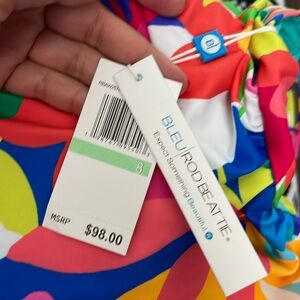 8
MSRP
$98.00
BLEU|ROD BEATTIE®
Expect Something Beautiful